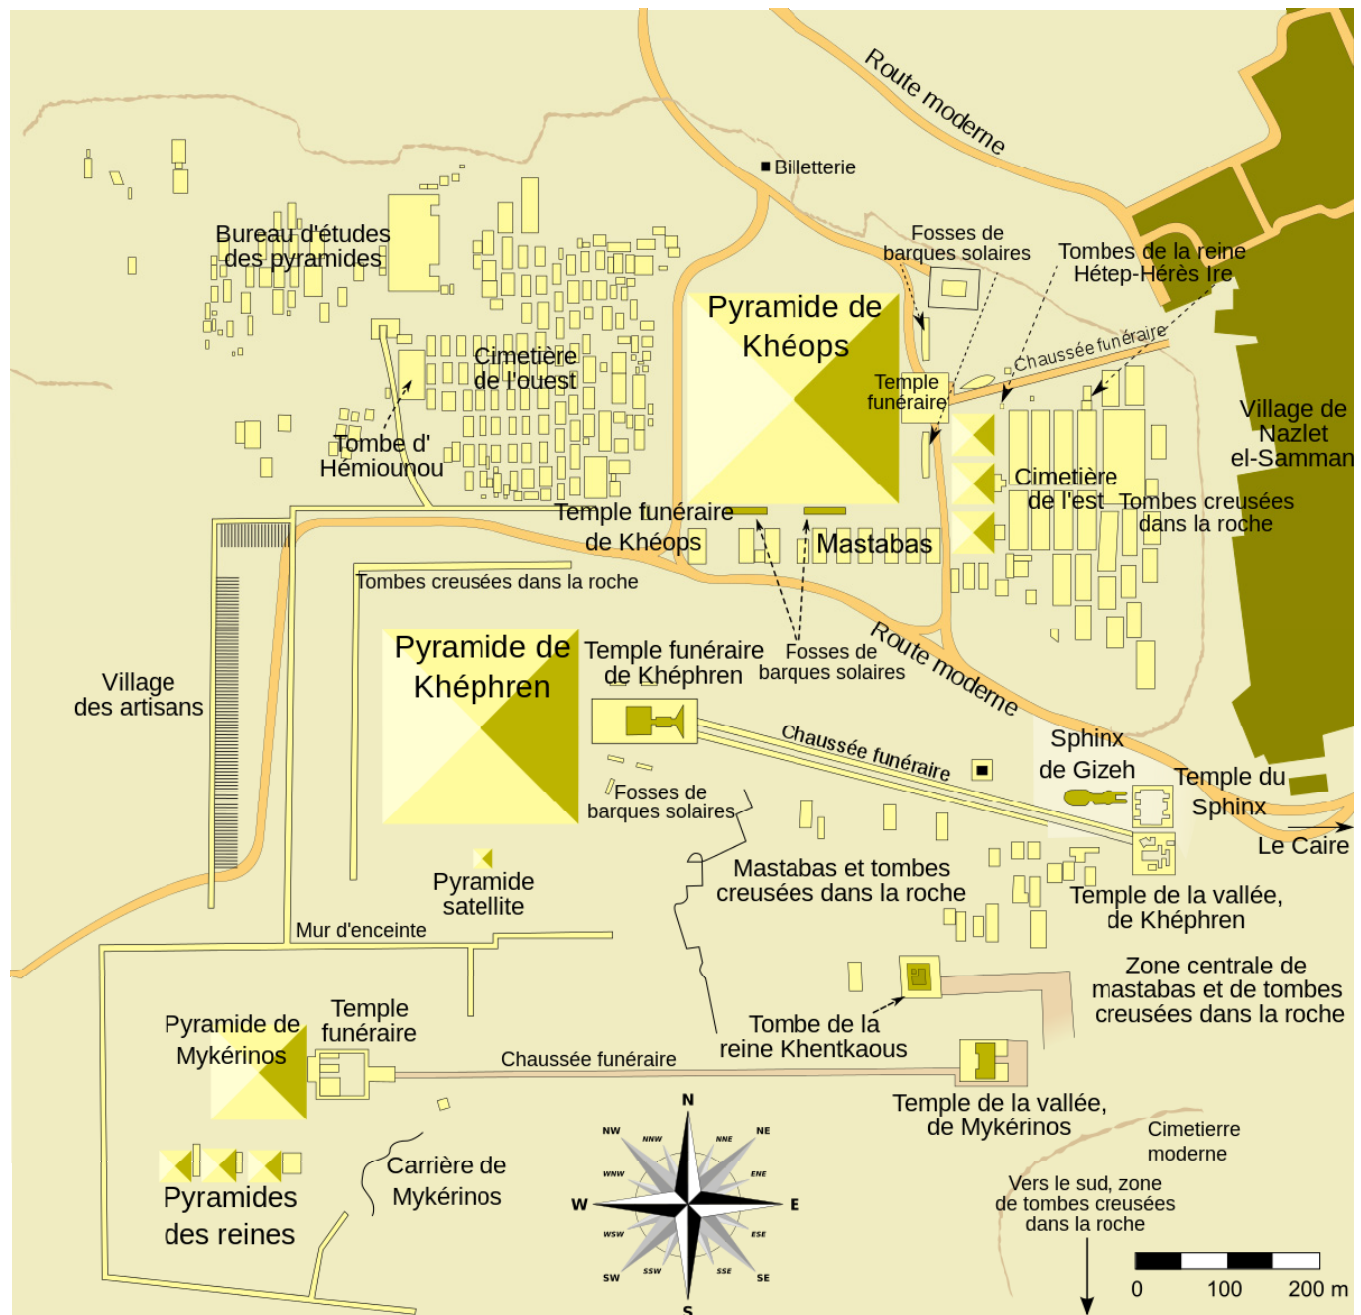 Route moderne
Billetterie
Bureau d'études
des pyramides
Fosses de
barques solaires
Tombes de la reine
Hétep-Hérès Ire
Pyramide de
Khéops
Chaussée funéraire
Cimetière
de l'ouest
Temple
funéraire
Village de
Nazlet
el-Samman
Tombe d'
Hémiounou
Cimetière
de l'est
Tombes creusées
dans la roche
Temple funéraire
de Khéops
Mastabas
Tombes creusées dans la roche
Pyramide de
Khéphren
Temple funéraire
de Khéphren
Fosses de
barques solaires
Route moderne
Village
des artisans
Chaussée funéraire
Sphinx
de Gizeh
Temple du
Sphinx
Fosses de
barques solaires
Le Caire
Pyramide
satellite
Mastabas et tombes
creusées dans la roche
Temple de la vallée,
de Khéphren
Mur d'enceinte
Zone centrale de
mastabas et de tombes
creusées dans la roche
Pyramide de
Mykérinos
Temple
funéraire
Tombe de la
reine Khentkaous
Chaussée funéraire
Temple de la vallée,
de Mykérinos
Cimetierre
moderne
Carrière de
Mykérinos
Pyramides
des reines
Vers le sud, zone
de tombes creusées
dans la roche
N
NNW
NNE
NW
NE
WNW
ENE
W
E
WSW
ESE
SW
SE
SSW
SSE
S
0 100 200 m